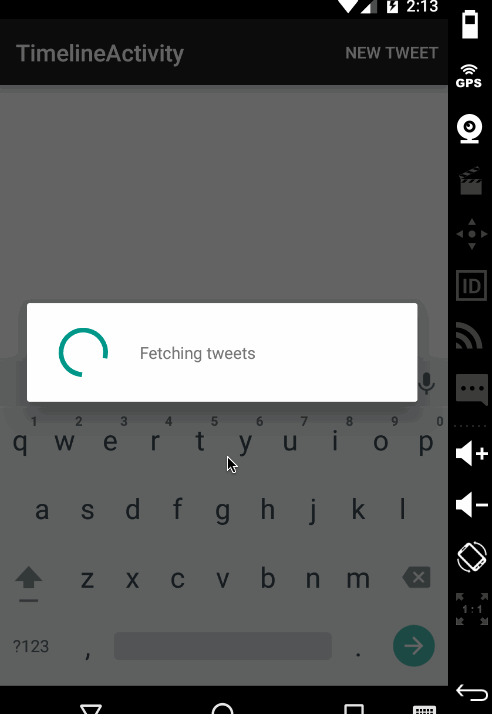 2:13
TimelineActivity NEW TWEET
GPS
ID
Fetching tweets
1 2 3 4 5 6 7 8 9 0
q w e r t y u i o p
a s d f g h j k l
z x c v b n m
1:1
?123 , .